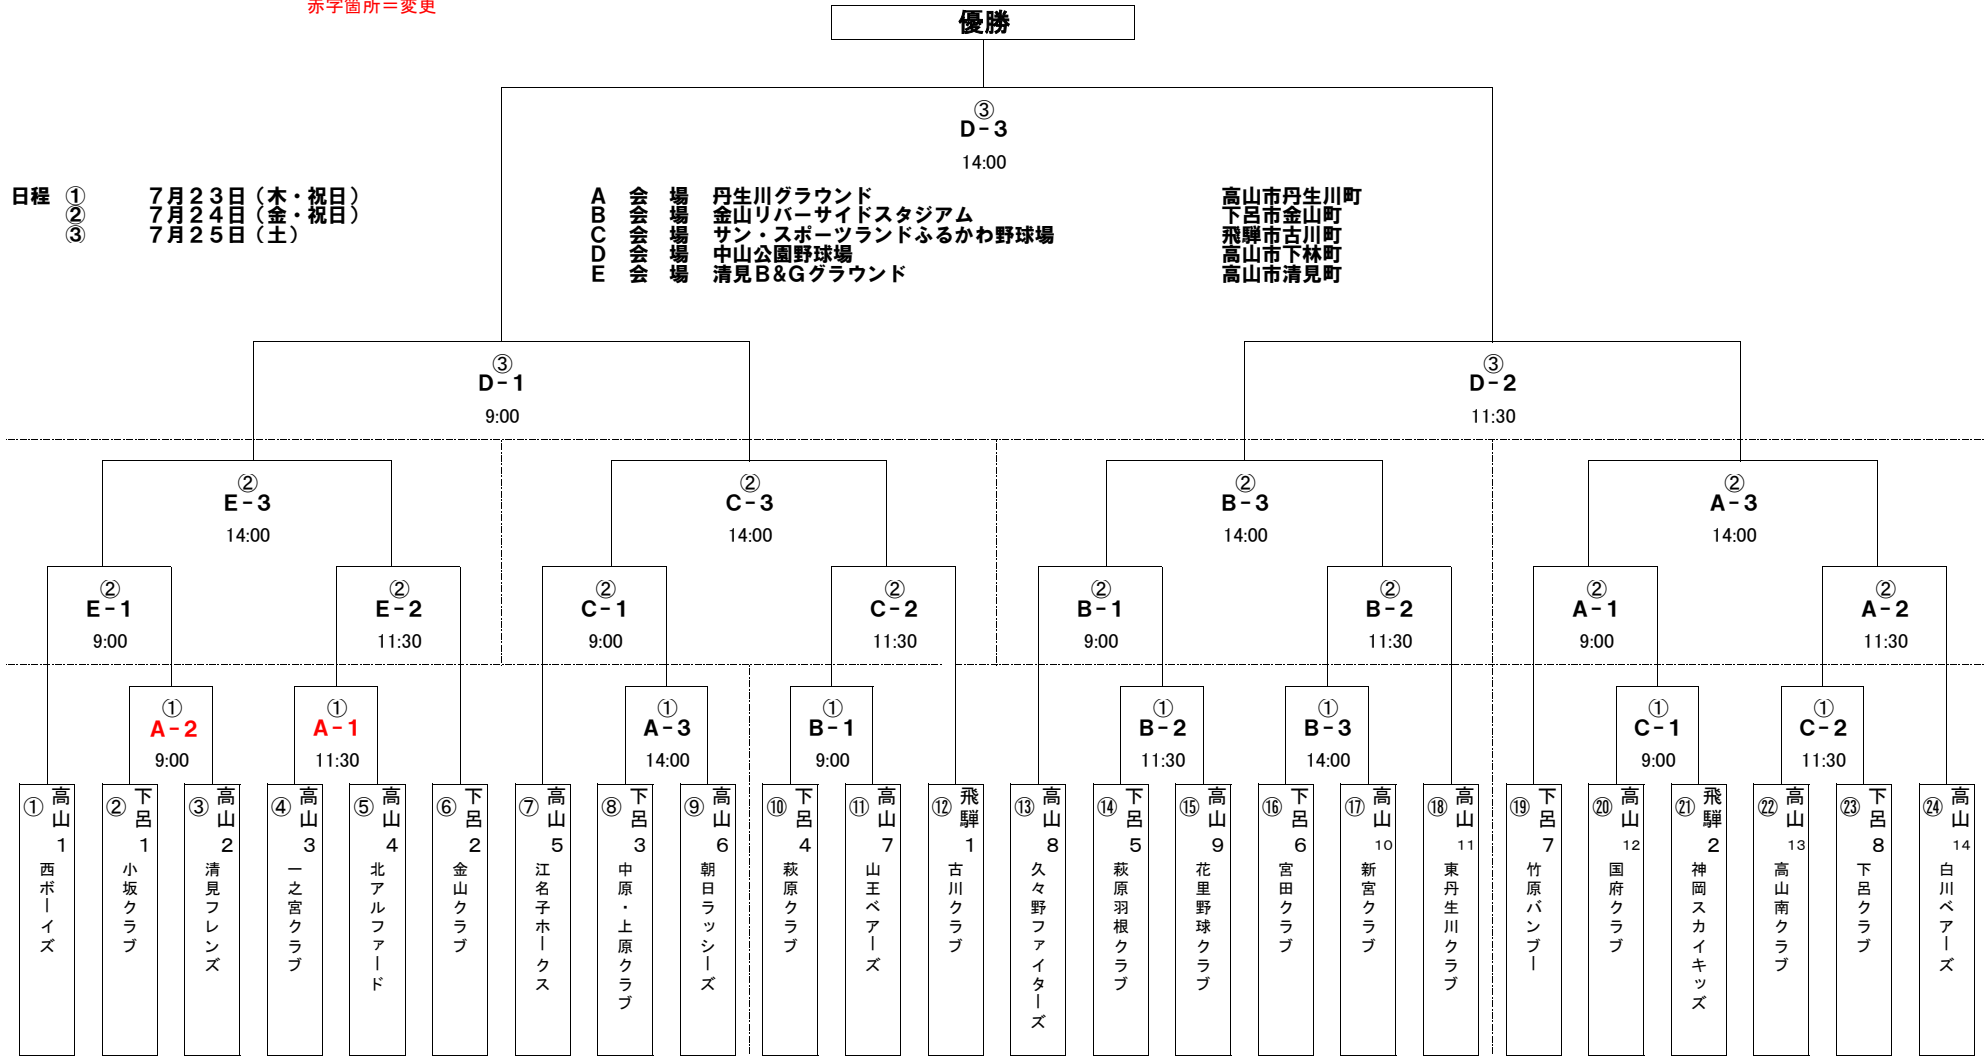 赤字箇所＝変更
優勝
③
D-3
14:00
日程 ① 7月23日（木・祝日）
② 7月24日（金・祝日）
③ 7月25日（土）
A 会 場 丹生川グラウンド 高山市丹生川町
B 会 場 金山リバーサイドスタジアム 下呂市金山町
C 会 場 サン・スポーツランドふるかわ野球場 飛騨市古川町
D 会 場 中山公園野球場 高山市下林町
E 会 場 清見B&Gグラウンド 高山市清見町
③ ③
D-1 D-2
9:00 11:30
② ② ② ②
E-3 C-3 B-3 A-3
14:00 14:00 14:00 14:00
② ② ② ② ② ② ② ②
E-1 E-2 C-1 C-2 B-1 B-2 A-1 A-2
9:00 11:30 9:00 11:30 9:00 11:30 9:00 11:30
① ① ① ① ① ① ① ①
A-2 A-1 A-3 B-1 B-2 B-3 C-1 C-2
9:00 11:30 14:00 9:00 11:30 14:00 9:00 11:30
① 高山1 西ボーイズ
② 下呂1 小坂クラブ
③ 高山2 清見フレンズ
④ 高山3 一之宮クラブ
⑤ 高山4 北アルファード
⑥ 下呂2 金山クラブ
⑦ 高山5 江名子ホークス
⑧ 下呂3 中原・上原クラブ
⑨ 高山6 朝日ラッシーズ
⑩ 下呂4 萩原クラブ
⑪ 高山7 山王ベアーズ
⑫ 飛騨1 古川クラブ
⑬ 高山8 久々野ファイターズ
⑭ 下呂5 萩原羽根クラブ
⑮ 高山9 花里野球クラブ
⑯ 下呂6 宮田クラブ
⑰ 高山10 新宮クラブ
⑱ 高山11 東丹生川クラブ
⑲ 下呂7 竹原バンブー
⑳ 高山12 国府クラブ
㉑ 飛騨2 神岡スカイキッズ
㉒ 高山13 高山南クラブ
㉓ 下呂8 下呂クラブ
㉔ 高山14 白川ベアーズ